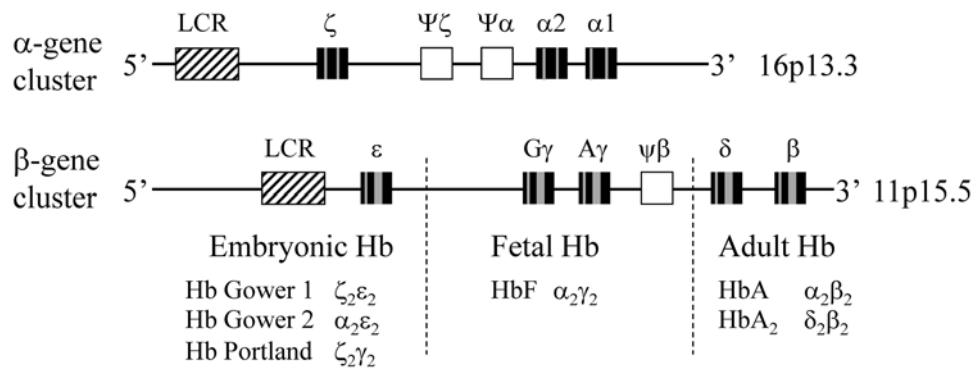 LCR ζ Ψζ Ψα α2 α1
α-gene
cluster 5’ 3’ 16p13.3
LCR ε Gγ Aγ ψβ δ β
β-gene
cluster 5’ 3’ 11p15.5
Embryonic Hb Fetal Hb Adult Hb
Hb Gower 1 ζ₂ε₂ HbF α₂γ₂ HbA α₂β₂
Hb Gower 2 α₂ε₂ HbA₂ δ₂β₂
Hb Portland ζ₂γ₂